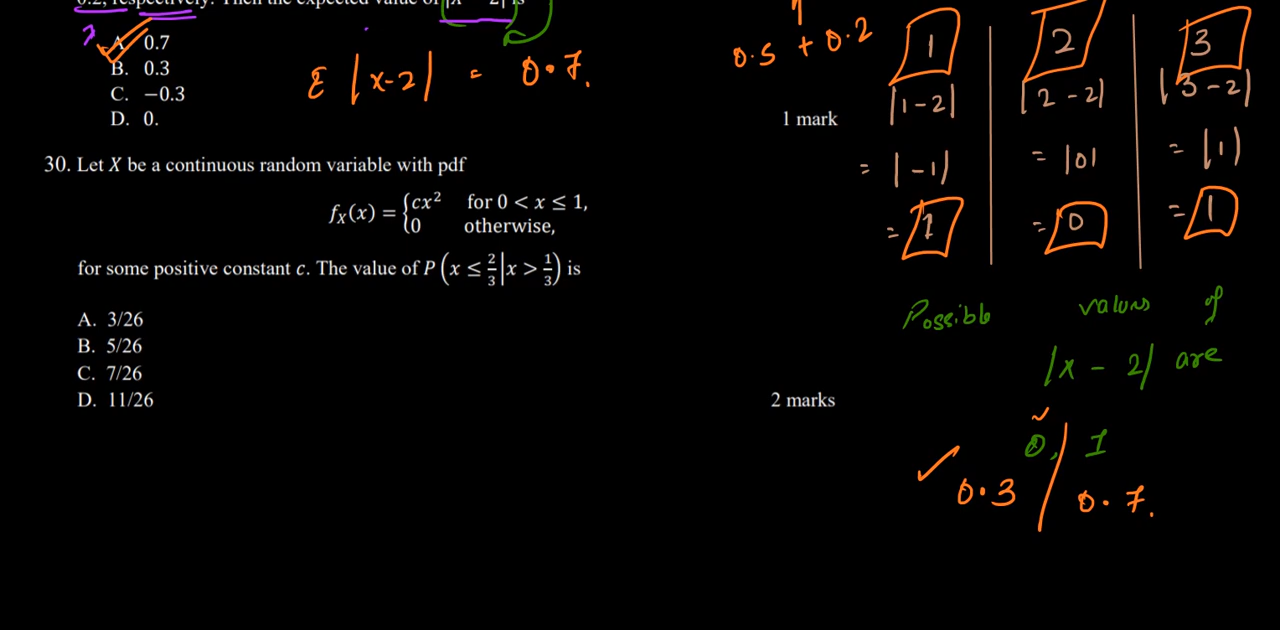 0.2, respectively. Then the expected value of |X − 2| is
A. 0.7
B. 0.3
C. −0.3
D. 0.
E |x-2| = 0.7.
1 mark
0.5 + 0.2
1 2 3
|1-2| |2-2| |3-2|
= |-1| = |0| = |1|
= 1 = 0 = 1
30. Let X be a continuous random variable with pdf
fX(x) = {cx² for 0 < x ≤ 1,
0 otherwise,
for some positive constant c. The value of P(x ≤ 2/3 | x > 1/3) is
A. 3/26
B. 5/26
C. 7/26
D. 11/26
2 marks
Possible values of
|x - 2| are
0, 1
0.3 / 0.7.